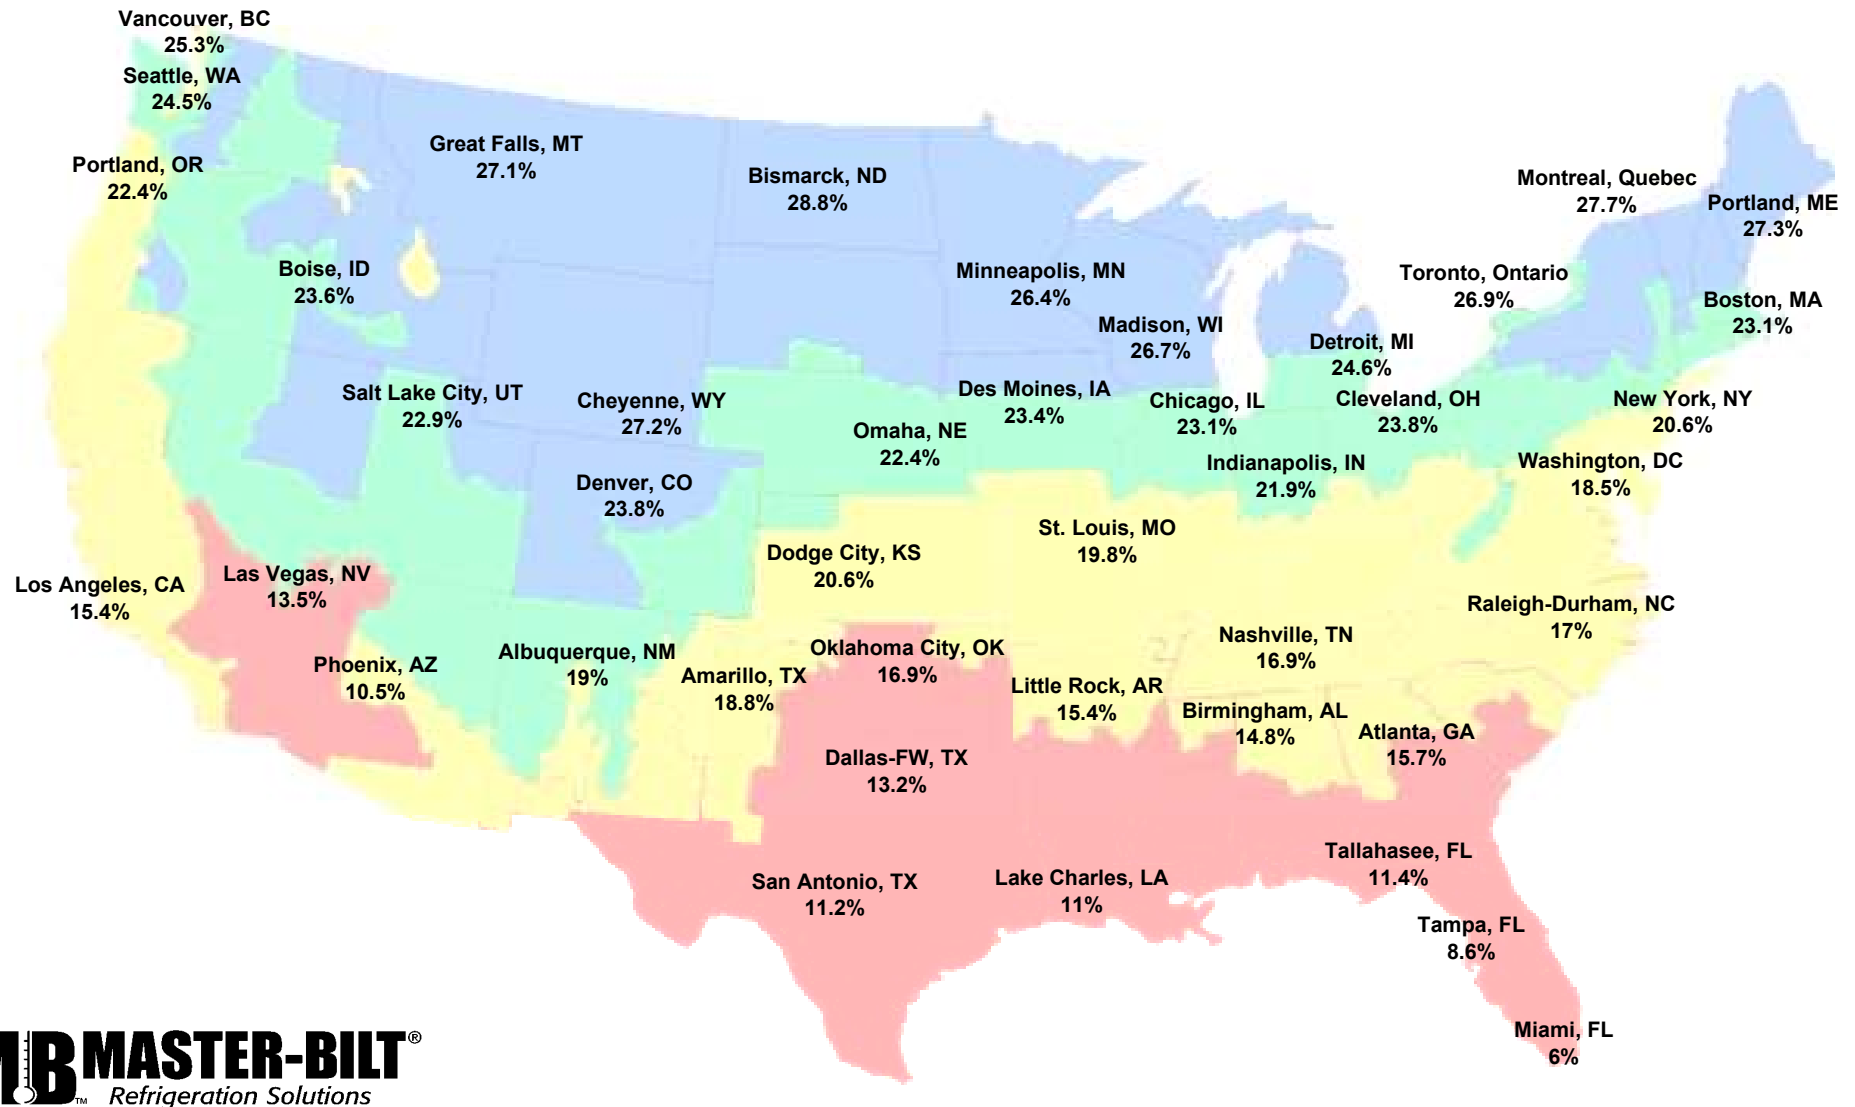 Vancouver, BC
25.3%
Seattle, WA
24.5%
Portland, OR
22.4%
Great Falls, MT
27.1%
Bismarck, ND
28.8%
Montreal, Quebec
27.7%
Portland, ME
27.3%
Boise, ID
23.6%
Minneapolis, MN
26.4%
Toronto, Ontario
26.9%
Boston, MA
23.1%
Madison, WI
26.7%
Detroit, MI
24.6%
Salt Lake City, UT
22.9%
Cheyenne, WY
27.2%
Des Moines, IA
23.4%
Chicago, IL
23.1%
Cleveland, OH
23.8%
New York, NY
20.6%
Omaha, NE
22.4%
Indianapolis, IN
21.9%
Washington, DC
18.5%
Denver, CO
23.8%
St. Louis, MO
19.8%
Dodge City, KS
20.6%
Los Angeles, CA
15.4%
Las Vegas, NV
13.5%
Raleigh-Durham, NC
17%
Nashville, TN
16.9%
Phoenix, AZ
10.5%
Albuquerque, NM
19%
Oklahoma City, OK
16.9%
Amarillo, TX
18.8%
Little Rock, AR
15.4%
Birmingham, AL
14.8%
Atlanta, GA
15.7%
Dallas-FW, TX
13.2%
Tallahasee, FL
11.4%
San Antonio, TX
11.2%
Lake Charles, LA
11%
Tampa, FL
8.6%
Miami, FL
6%
MB™ MASTER-BILT®
Refrigeration Solutions